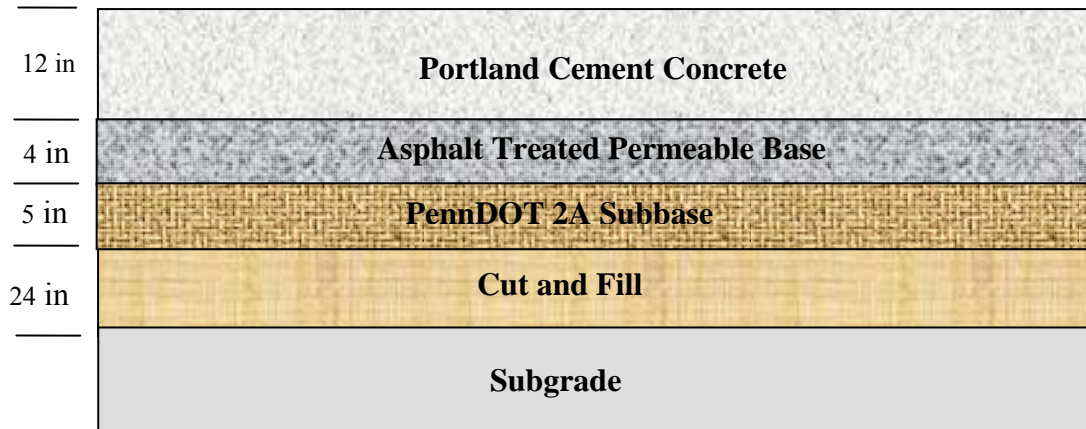 12 in
Portland Cement Concrete
4 in
Asphalt Treated Permeable Base
5 in
PennDOT 2A Subbase
24 in
Cut and Fill
Subgrade